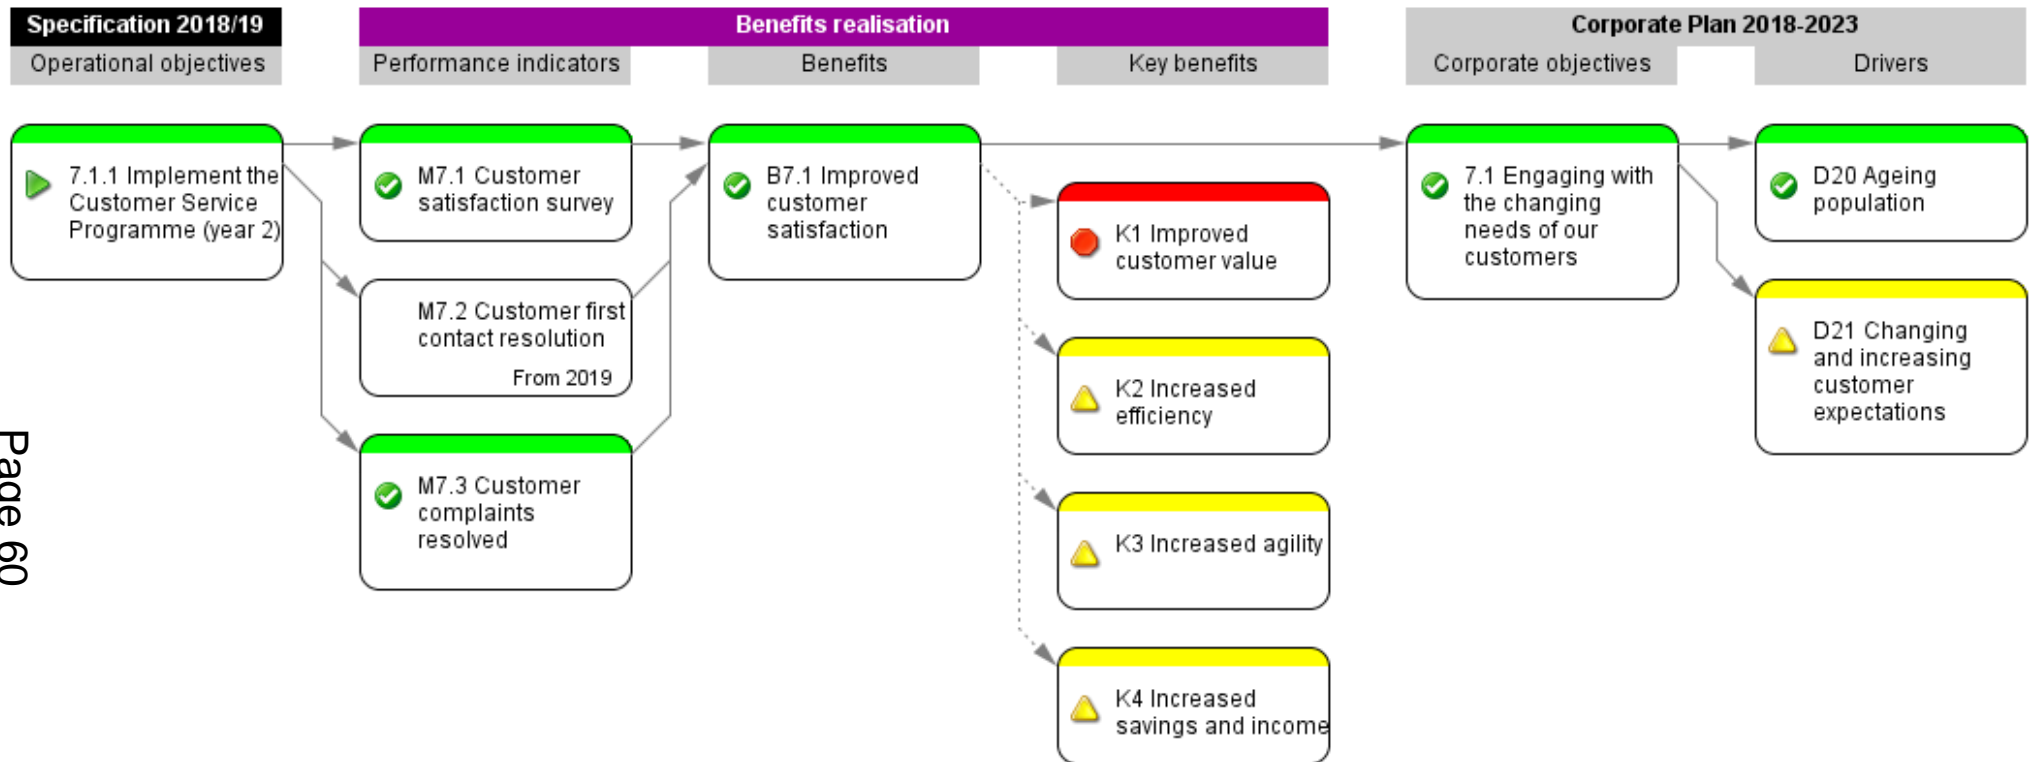 Specification 2018/19
Benefits realisation
Corporate Plan 2018-2023
Operational objectives
Performance indicators
Benefits
Key benefits
Corporate objectives
Drivers
7.1.1 Implement the
Customer Service
Programme (year 2)
M7.1 Customer
satisfaction survey
M7.2 Customer first
contact resolution
From 2019
M7.3 Customer
complaints
resolved
B7.1 Improved
customer
satisfaction
K1 Improved
customer value
K2 Increased
efficiency
K3 Increased agility
K4 Increased
savings and income
7.1 Engaging with
the changing
needs of our
customers
D20 Ageing
population
D21 Changing
and increasing
customer
expectations
Page 60